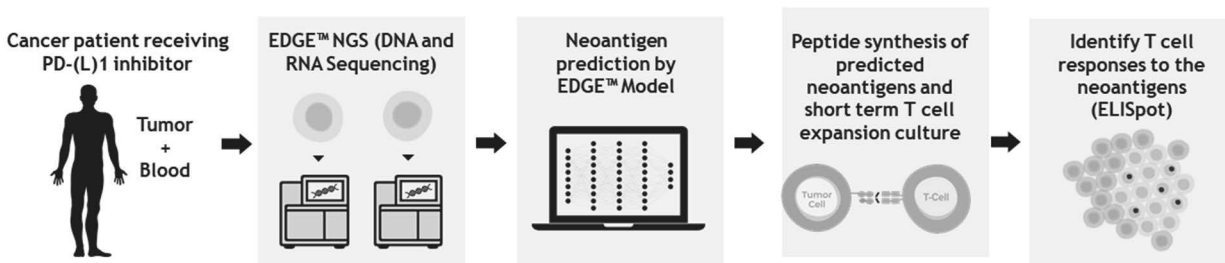 Cancer patient receiving
PD-(L)1 inhibitor
Tumor
+
Blood
EDGE™ NGS (DNA and
RNA Sequencing)
Neoantigen
prediction by
EDGE™ Model
Peptide synthesis of
predicted
neoantigens and
short term T cell
expansion culture
Tumor
Cell
T-Cell
Identify T cell
responses to the
neoantigens
(ELISpot)